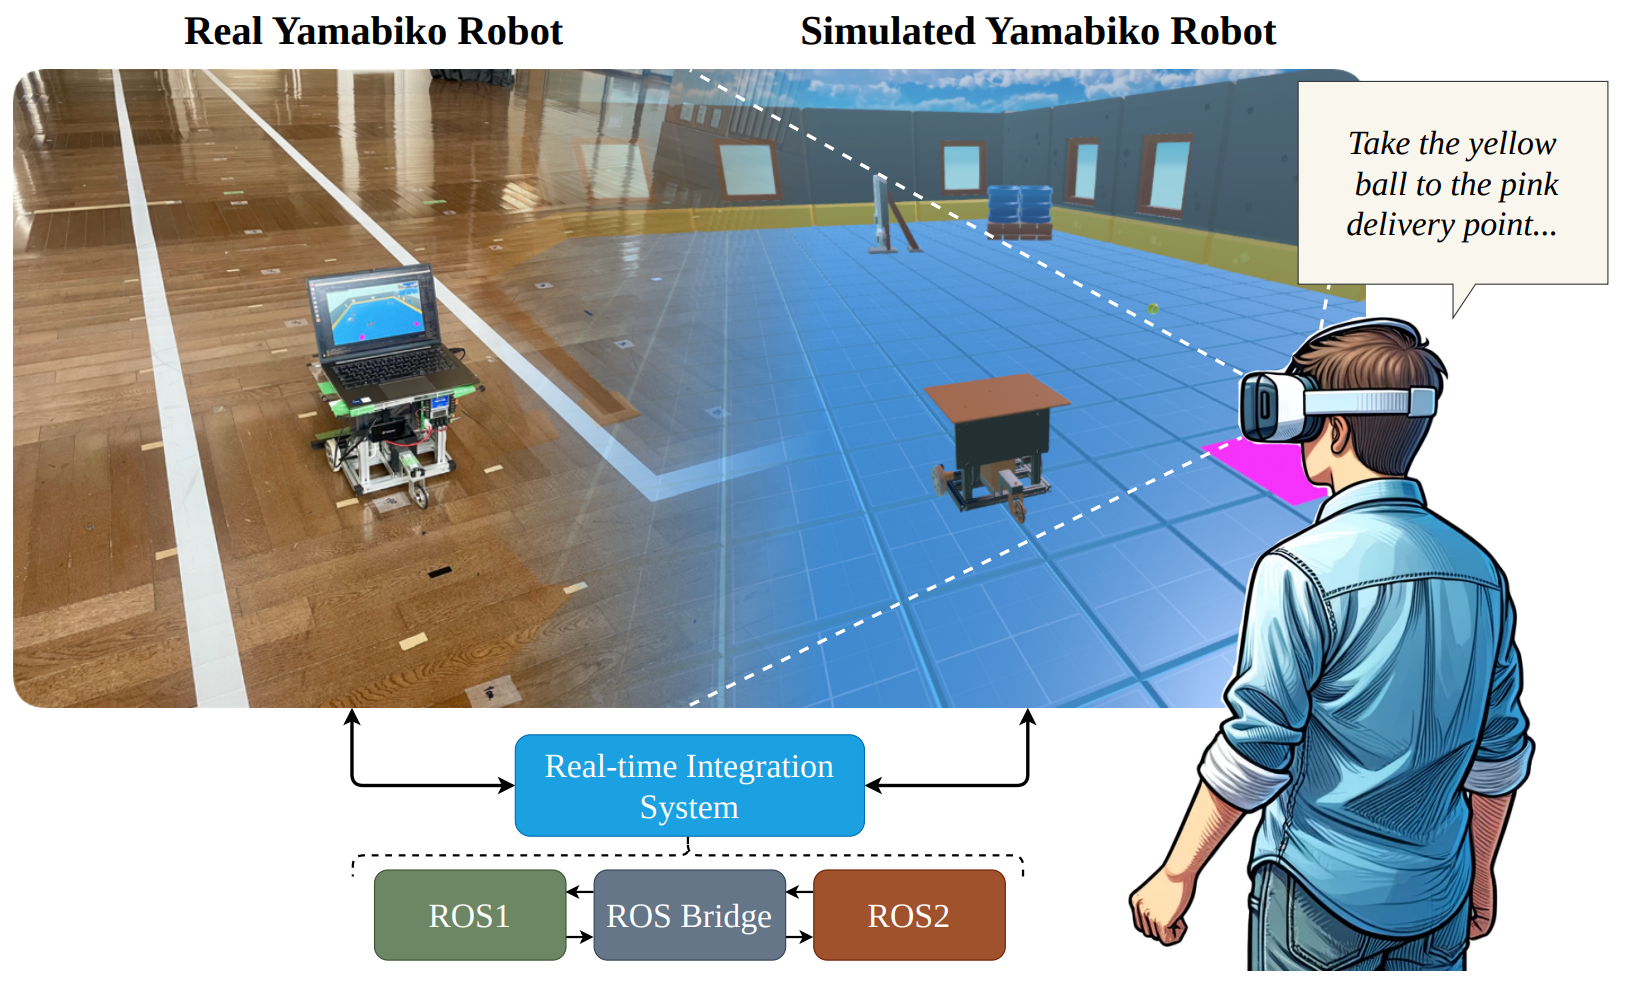 Real Yamabiko Robot
Simulated Yamabiko Robot
Take the yellow
ball to the pink
delivery point...
Real-time Integration
System
ROS1
ROS Bridge
ROS2